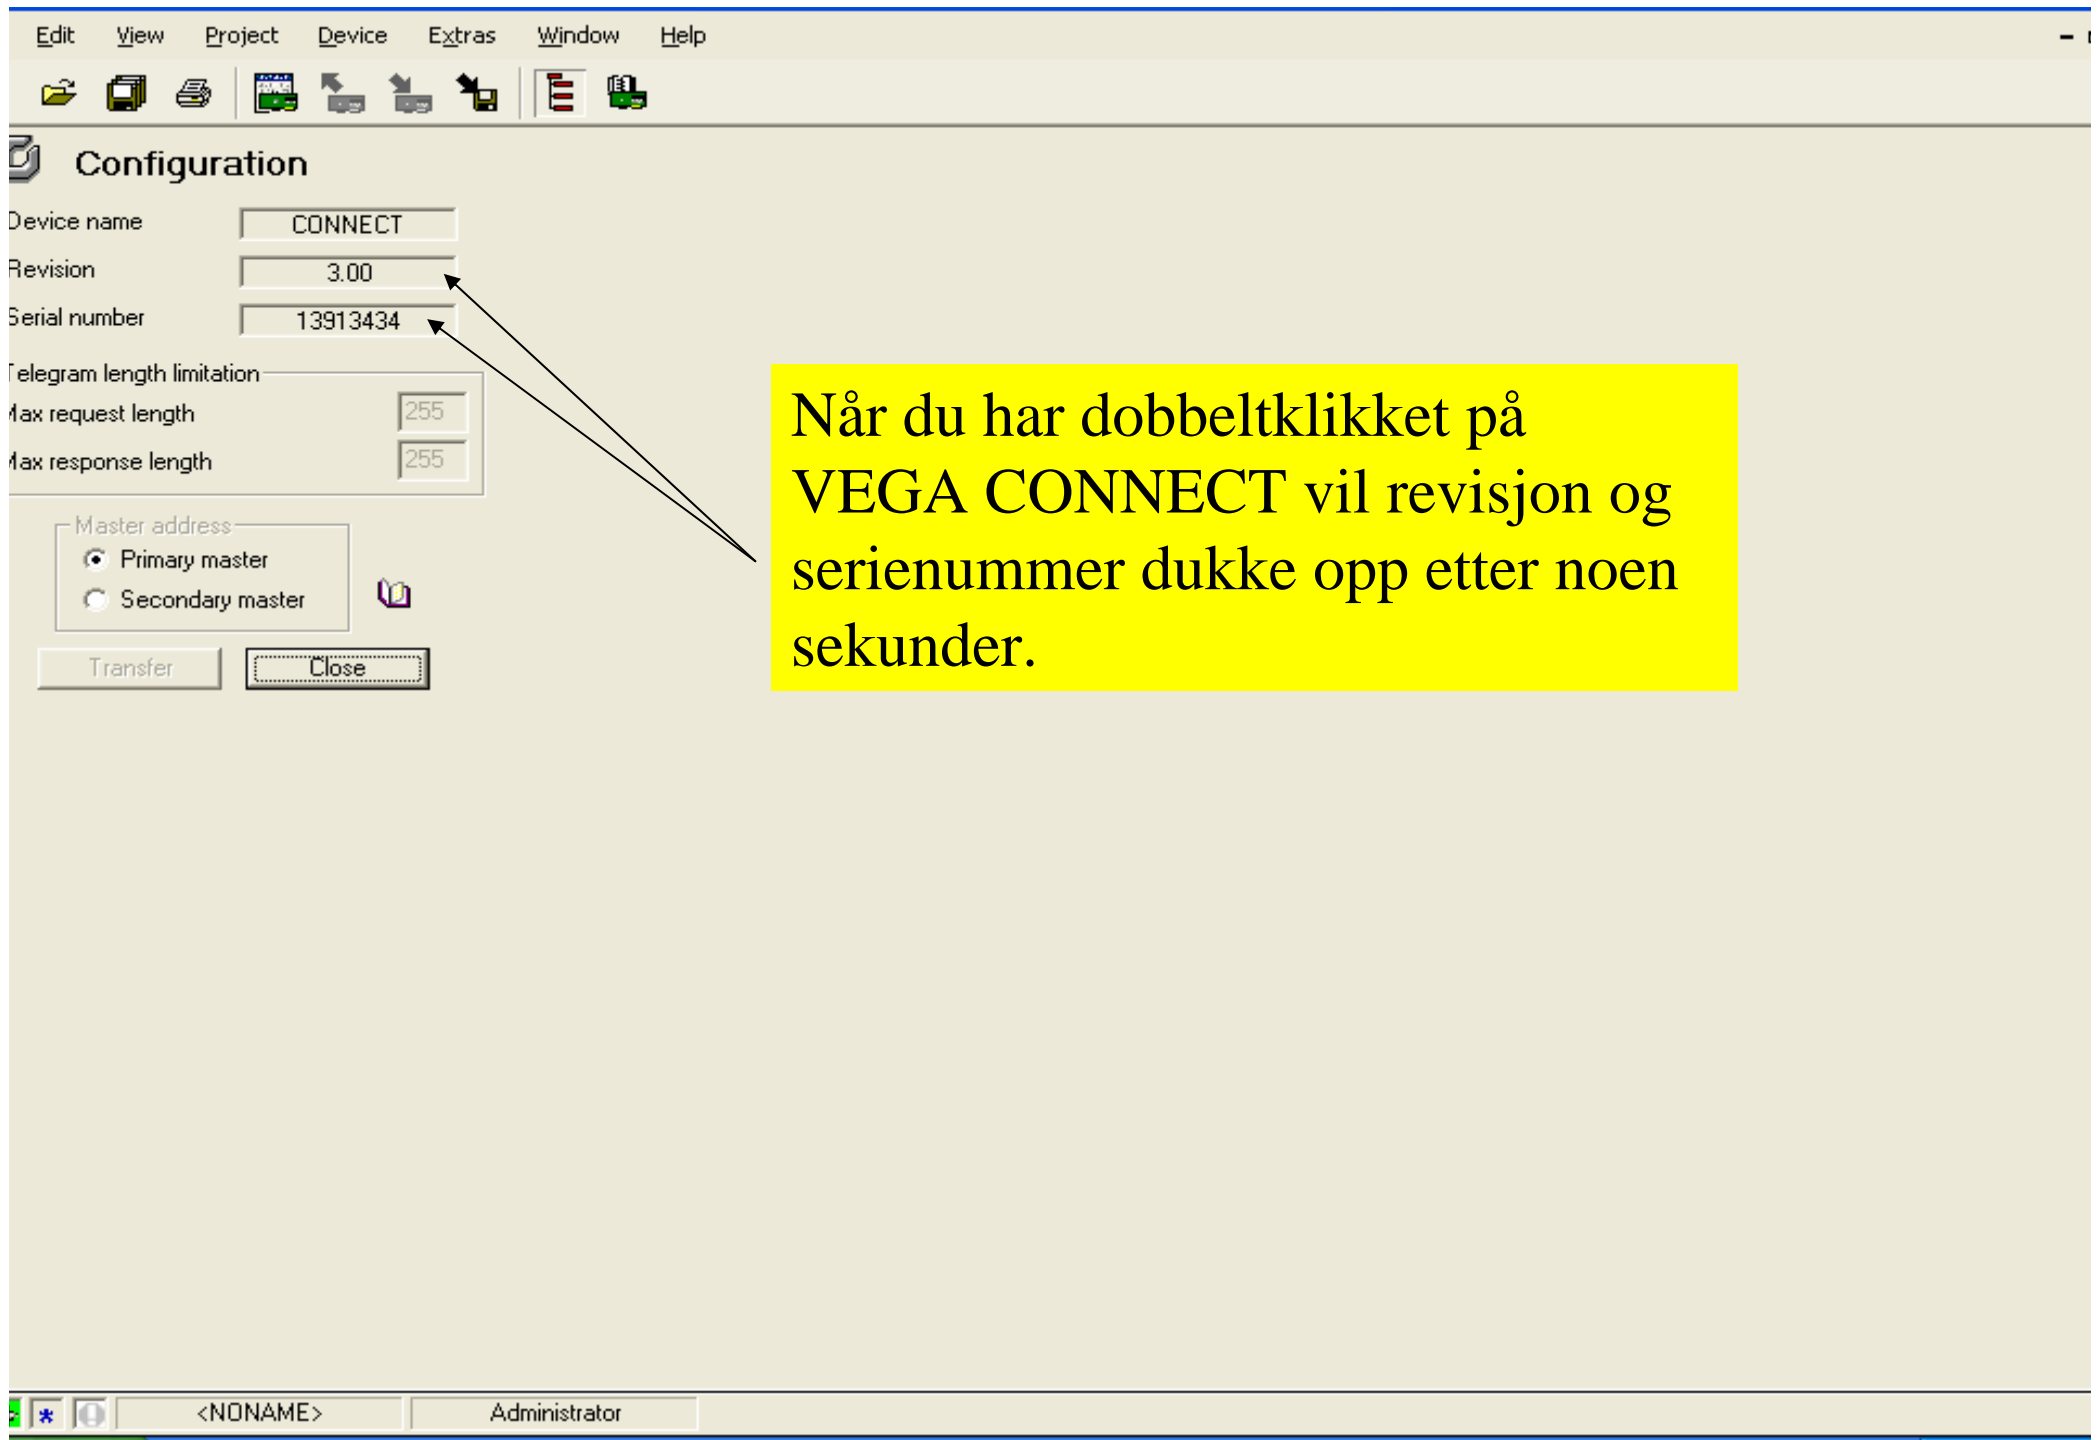 Edit View Project Device Extras Window Help
Configuration
Device name CONNECT
Revision 3.00
Serial number 13913434
Telegram length limitation
Max request length 255
Max response length 255
Master address
Primary master
Secondary master
Transfer Close
Når du har dobbeltklikket på
VEGA CONNECT vil revisjon og
serienummer dukke opp etter noen
sekunder.
<NONAME> Administrator